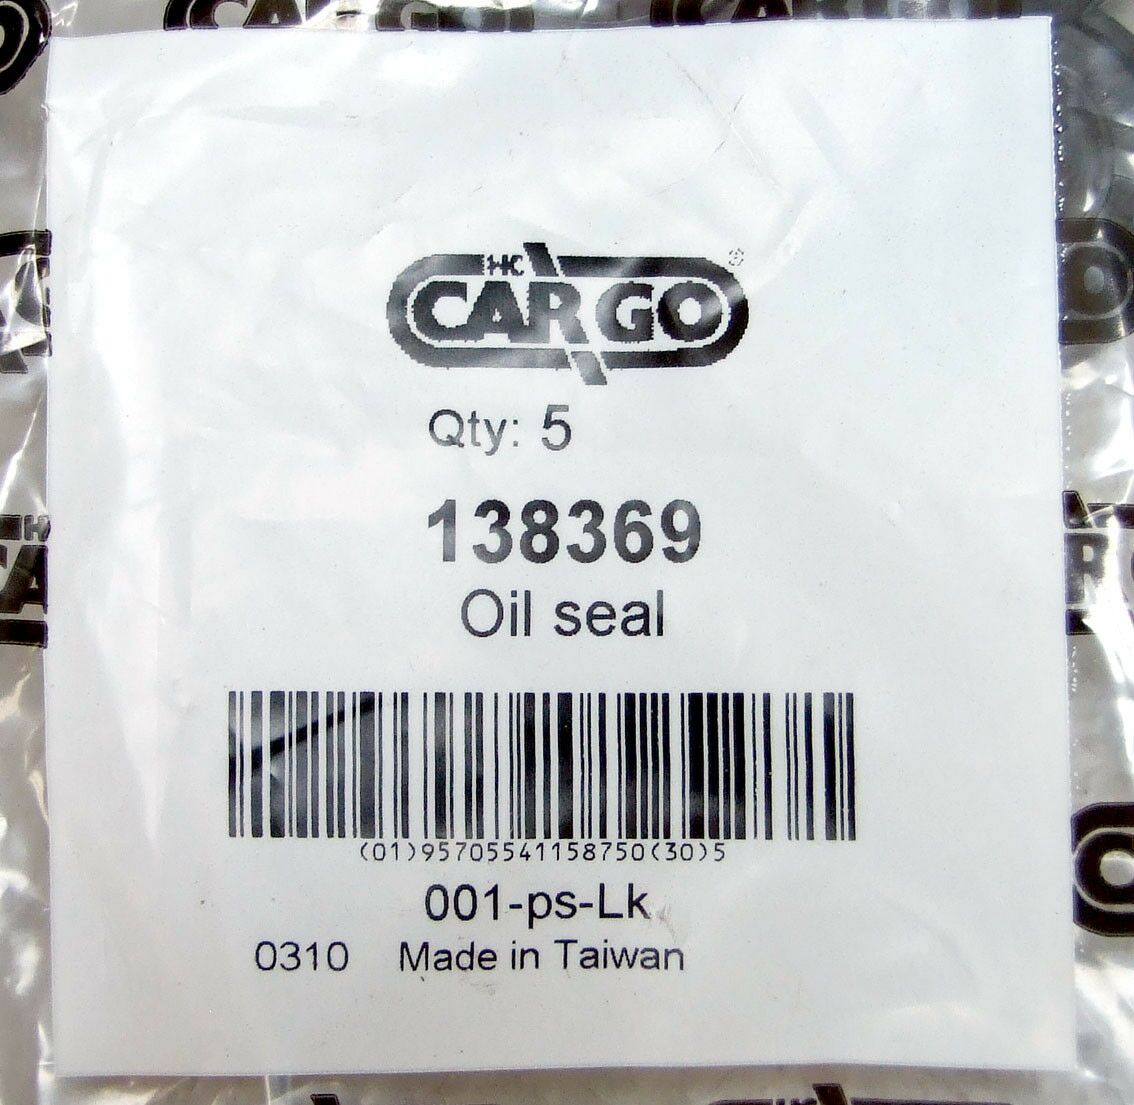 HC
CARGO®
Qty: 5
138369
Oil seal
(01)95705541158750(30)5
001-ps-Lk
0310 Made in Taiwan